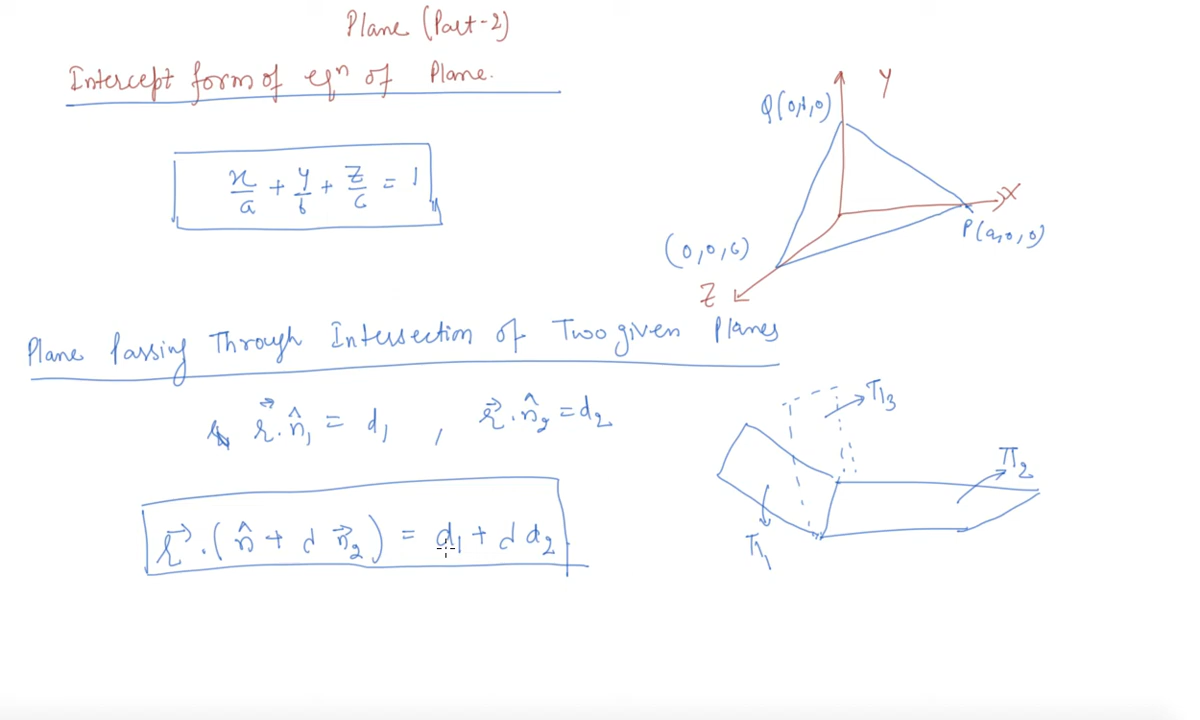 Plane (Part-2)
Intercept form of eqⁿ of Plane.
Y
Q(0,b,0)
x/a + y/b + z/c = 1
X
P(a,0,0)
(0,0,c)
Z
Plane Passing Through Intersection of Two given Planes
r⃗.n̂₁ = d₁ , r⃗.n̂₂ = d₂
π₃
π₂
r⃗.(n̂ + λ n⃗₂) = d₁ + λ d₂
π₁